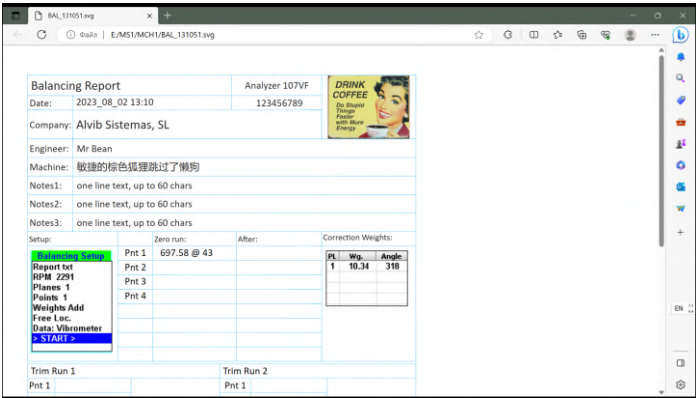 BAL_131051.svg
Файл | E:/MS1/MCH1/BAL_131051.svg
Balancing Report
Analyzer 107VF
Date: 2023_08_02 13:10
123456789
DRINK
COFFEE
Do Stupid
Things
Faster
with More
Energy
Company: Alvib Sistemas, SL
Engineer: Mr Bean
Machine: 敏捷的棕色狐狸跳过了懒狗
Notes1: one line text, up to 60 chars
Notes2: one line text, up to 60 chars
Notes3: one line text, up to 60 chars
Setup: Zero run: After: Correction Weights:
Balancing Setup
Report txt
RPM 2291
Planes 1
Points 1
Weights Add
Free Loc.
Data: Vibrometer
> START >
Pnt 1 697.58 @ 43
Pnt 2
Pnt 3
Pnt 4
Pl. Wg. Angle
1 10.34 318
Trim Run 1 Trim Run 2
Pnt 1 Pnt 1
EN